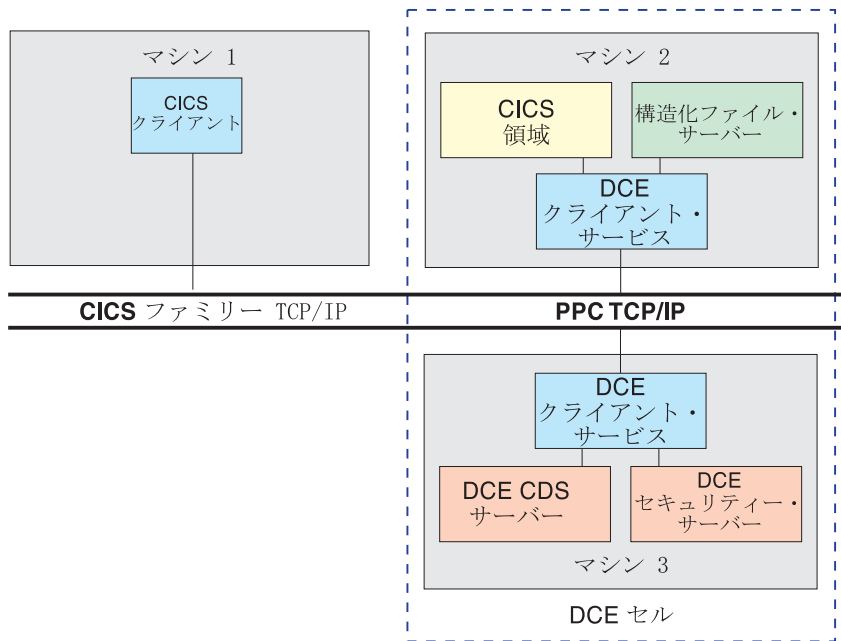 マシン 1
CICS
クライアント
マシン 2
CICS
領域
構造化ファイル・
サーバー
DCE
クライアント・
サービス
CICS ファミリー TCP/IP
PPC TCP/IP
DCE
クライアント・
サービス
DCE CDS
サーバー
DCE
セキュリティー・
サーバー
マシン 3
DCE セル